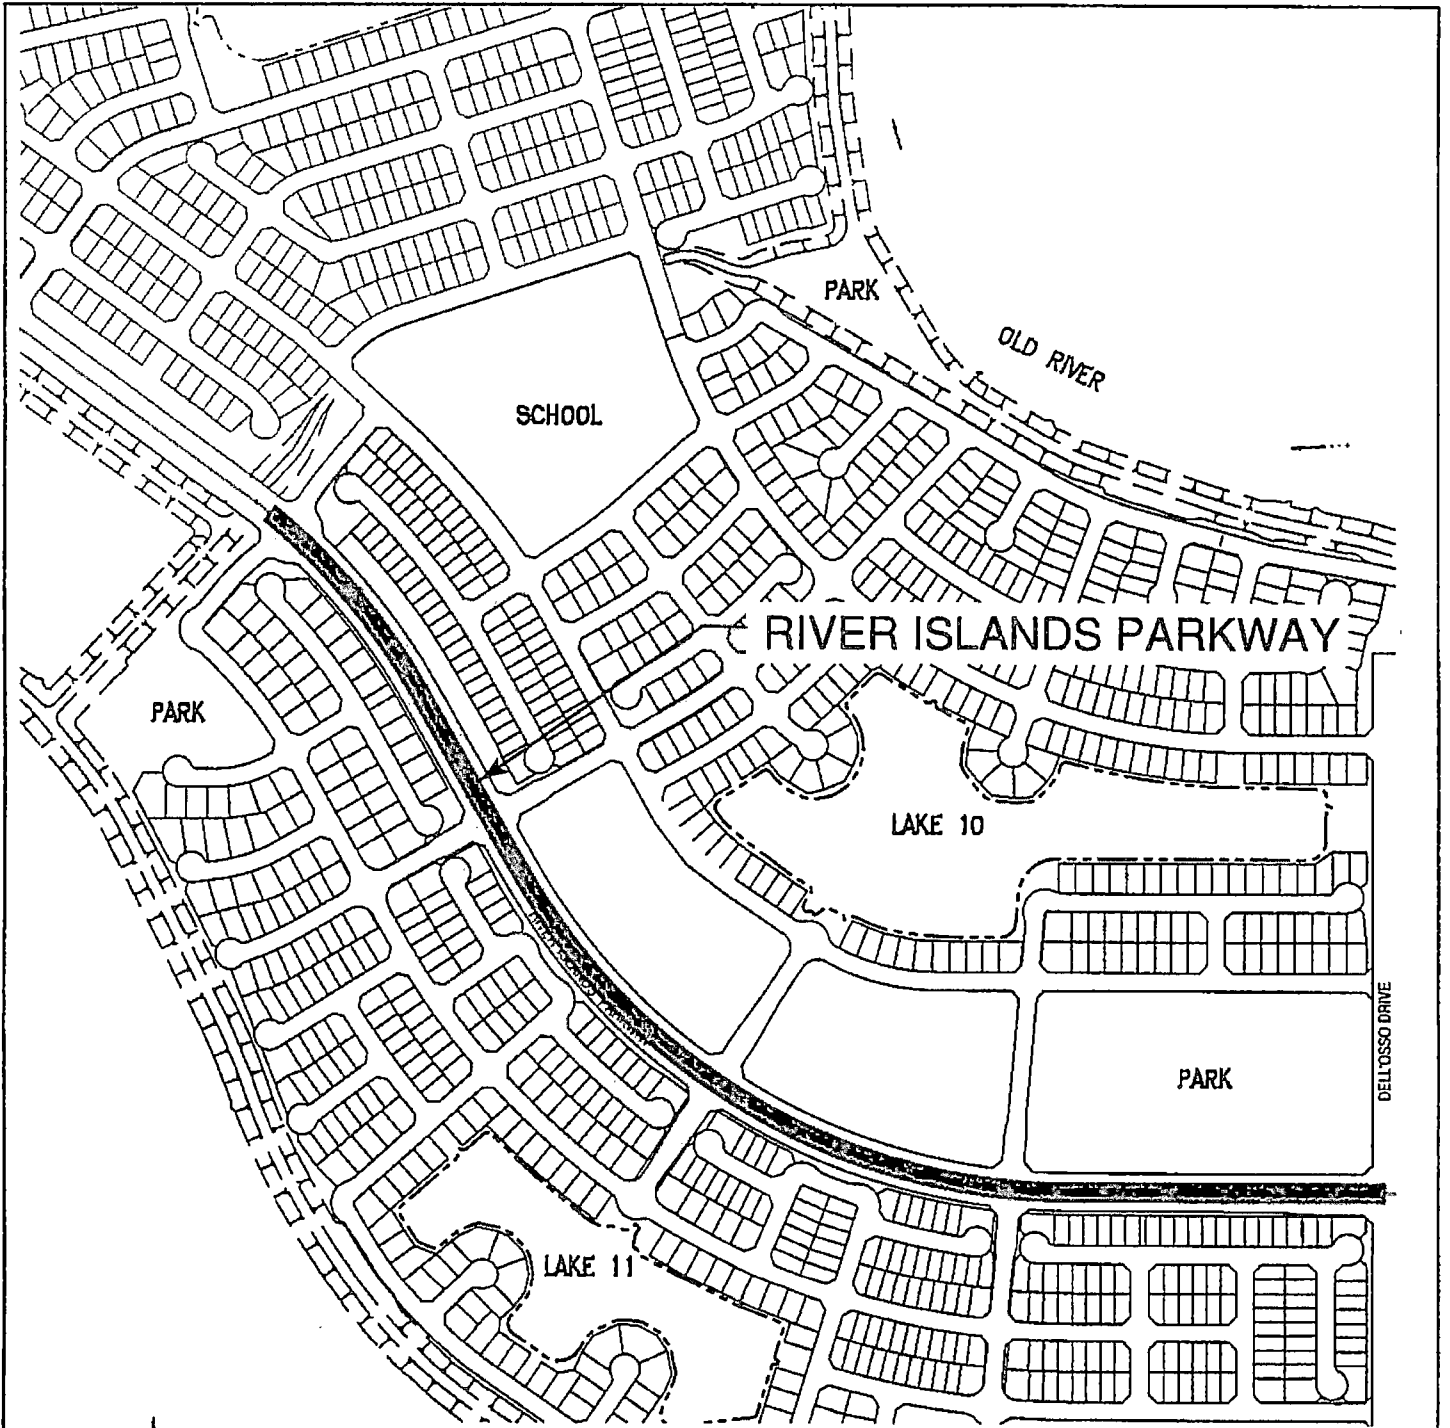 PARK
OLD RIVER
SCHOOL
RIVER ISLANDS PARKWAY
PARK
LAKE 10
DELL'OSSO DRIVE
PARK
LAKE 11